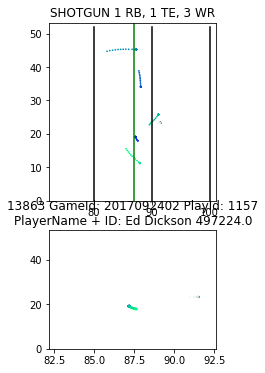 SHOTGUN 1 RB, 1 TE, 3 WR
50
40
30
20
10
0
80 90 100
13863 GameId: 2017092402 PlayId: 1157
PlayerName + ID: Ed Dickson 497224.0
40
20
0
82.5 85.0 87.5 90.0 92.5